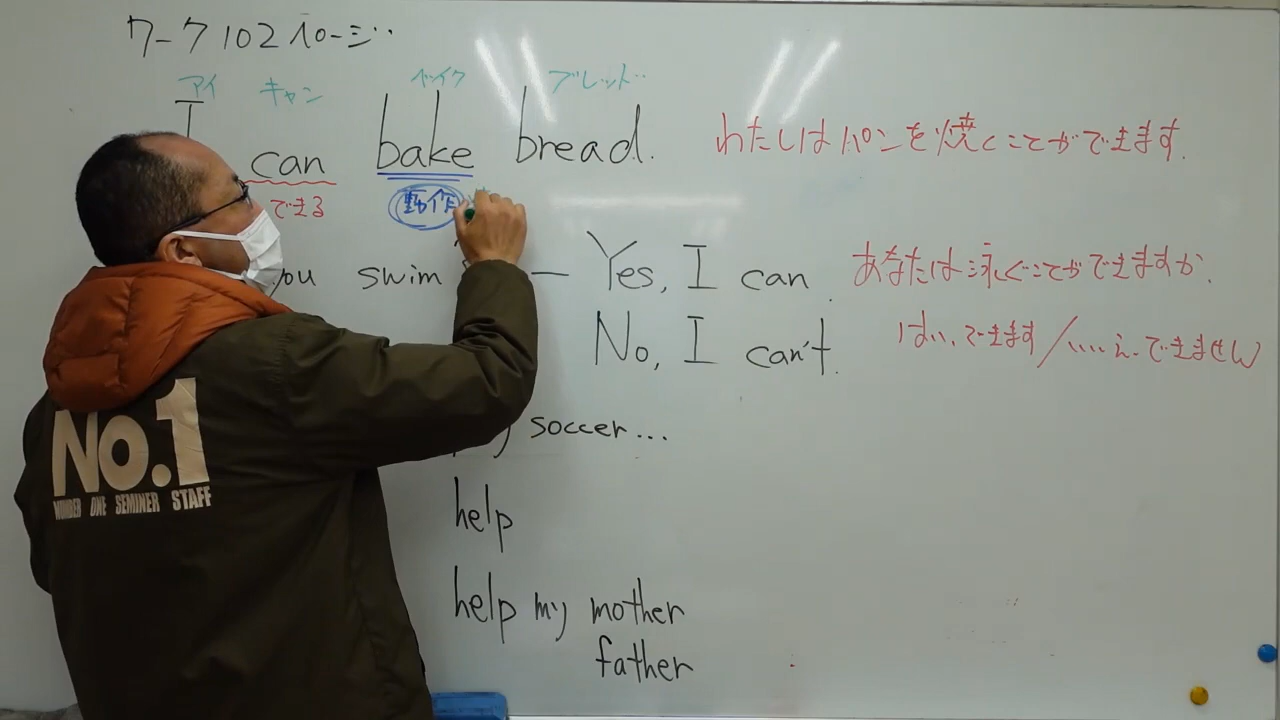 ワーク102ページ‥
アイ キャン ベイク ブレッド‥
I can bake bread. わたしはパンを焼くことができます.
できる 動作
you swim — Yes, I can. あなたは泳ぐことができますか.
No, I can't. はい、できます/いいえ、できません
soccer...
help
help my mother
father
No.1
NUMBER ONE SEMINER STAFF